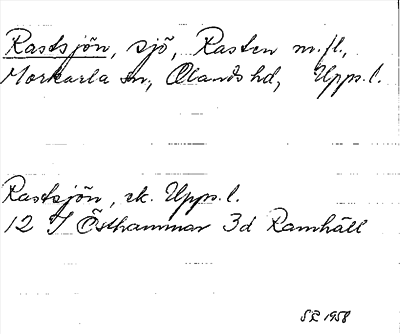 Rastsjön, sjö, Rasten m.fl.,
Morkarla sn, Olands hd, Upps. l.
Rastsjön, ek. Upps. l.
12 I Östhammar 3d Ramhäll
SE 1958